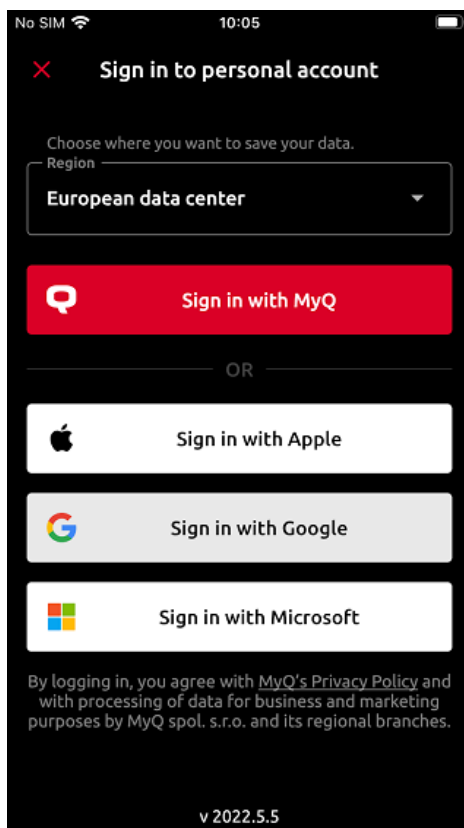 No SIM 10:05
Sign in to personal account
Choose where you want to save your data.
Region
European data center
Sign in with MyQ
OR
Sign in with Apple
Sign in with Google
Sign in with Microsoft
By logging in, you agree with MyQ's Privacy Policy and
with processing of data for business and marketing
purposes by MyQ spol. s.r.o. and its regional branches.
v 2022.5.5